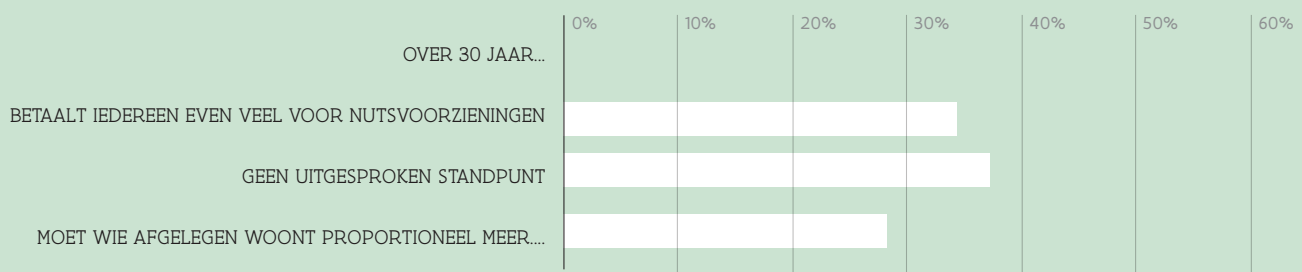 0% 10% 20% 30% 40% 50% 60%
OVER 30 JAAR...
BETAALT IEDEREEN EVEN VEEL VOOR NUTSVOORZIENINGEN
GEEN UITGESPROKEN STANDPUNT
MOET WIE AFGELEGEN WOONT PROPORTIONEEL MEER....